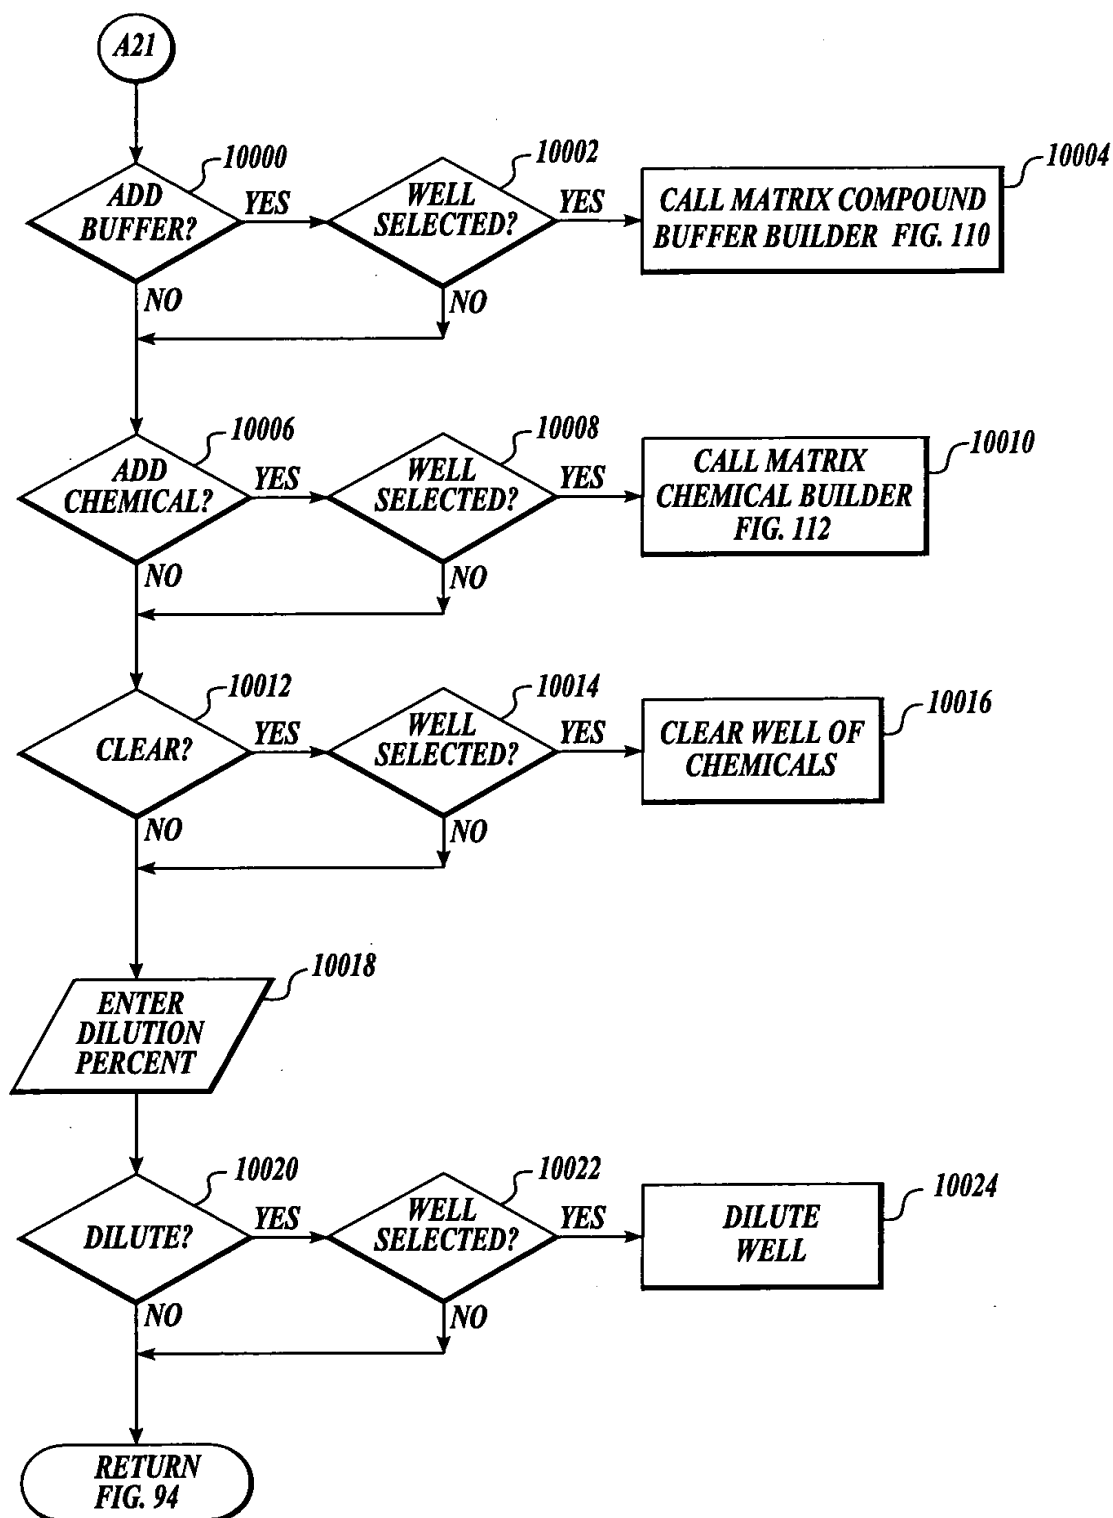 A21
10000
ADD
BUFFER?
YES
NO
10002
WELL
SELECTED?
YES
NO
10004
CALL MATRIX COMPOUND
BUFFER BUILDER FIG. 110
10006
ADD
CHEMICAL?
YES
NO
10008
WELL
SELECTED?
YES
NO
10010
CALL MATRIX
CHEMICAL BUILDER
FIG. 112
10012
CLEAR?
YES
NO
10014
WELL
SELECTED?
YES
NO
10016
CLEAR WELL OF
CHEMICALS
10018
ENTER
DILUTION
PERCENT
10020
DILUTE?
YES
NO
10022
WELL
SELECTED?
YES
NO
10024
DILUTE
WELL
RETURN
FIG. 94